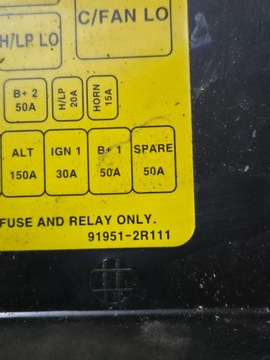 C/FAN LO
H/LP LO
B+ 2
50A
H/LP
20A
HORN
15A
ALT
150A
IGN 1
30A
B+ 1
50A
SPARE
50A
FUSE AND RELAY ONLY.
91951-2R111